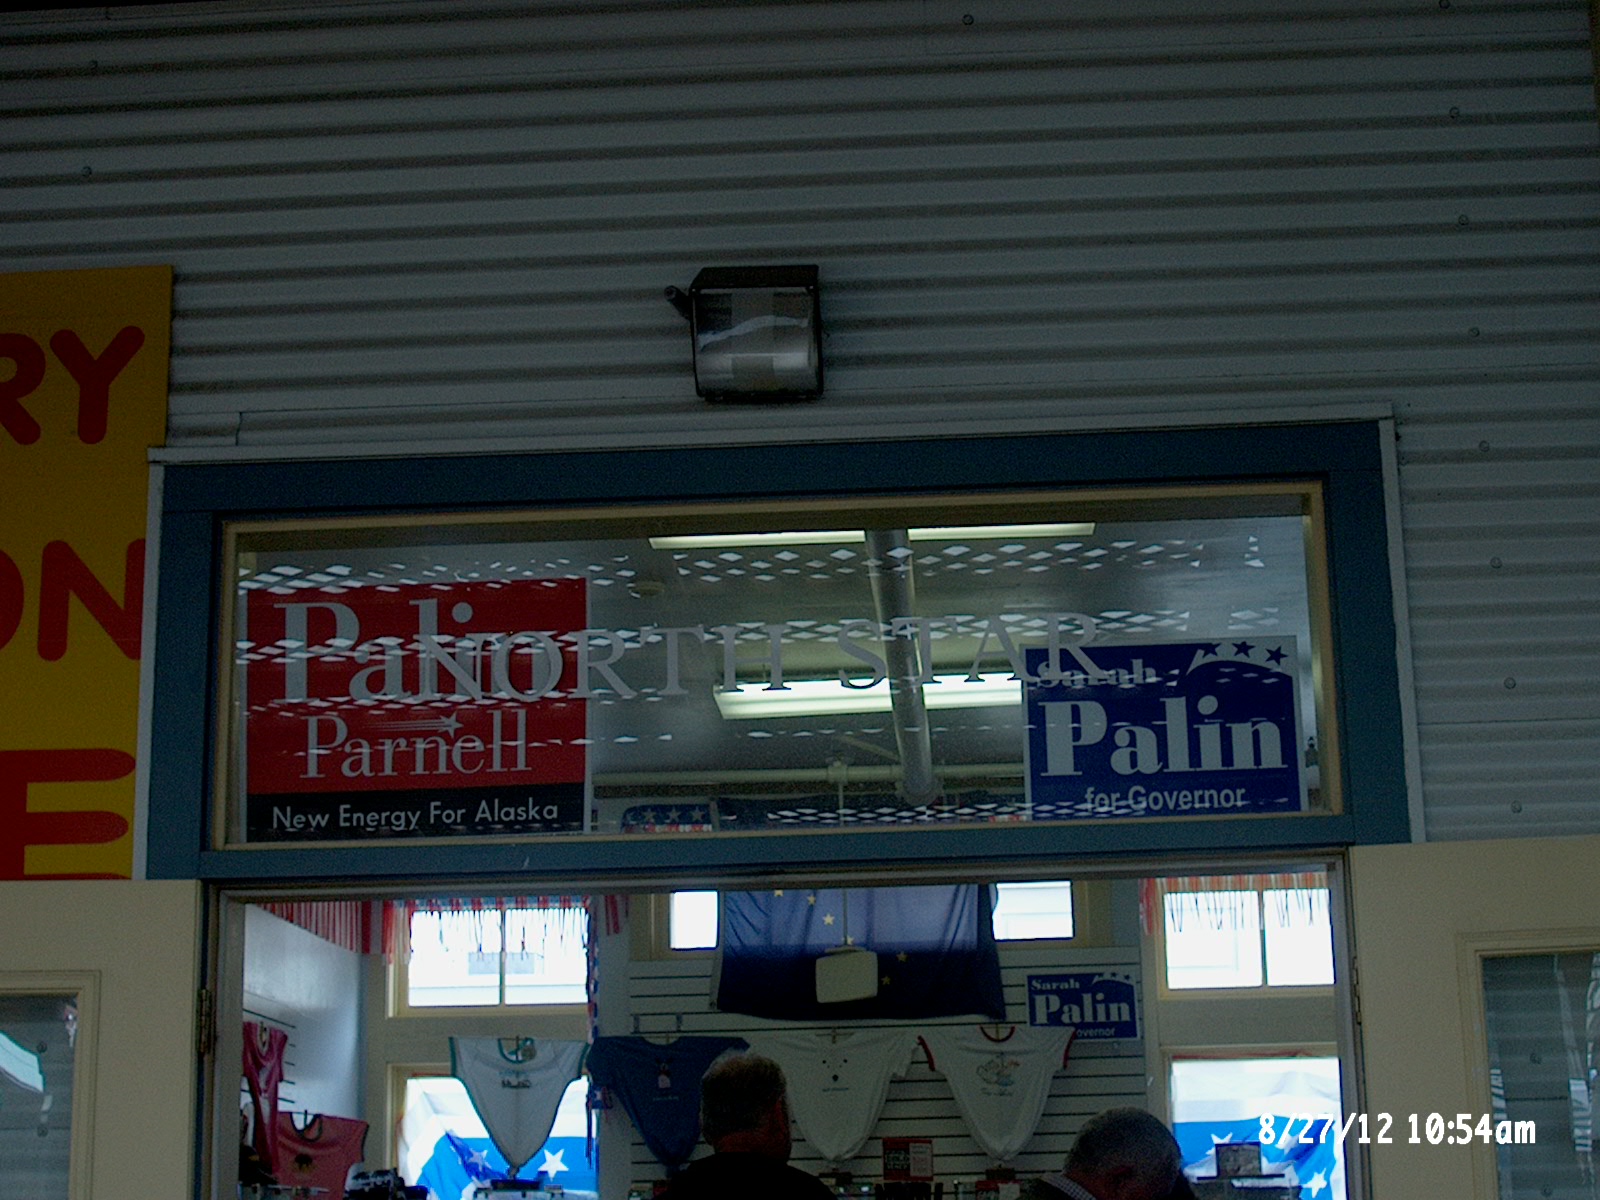 RY
ON
E
NORTH STAR
Palin
Parnell
New Energy For Alaska
Sarah
Palin
for Governor
Sarah
Palin
Governor
8/27/12 10:54am